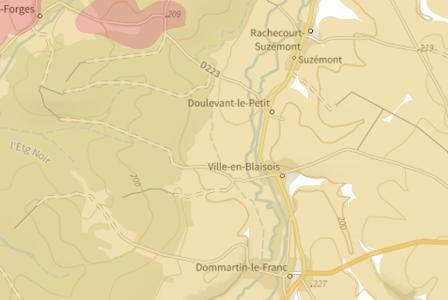 -Forges
209
Rachecourt-
Suzémont
219
D223
Suzémont
Doulevant-le-Petit
l'Etg Noir
Ville-en-Blaisois
200
200
Dommartin-le-Franc
227